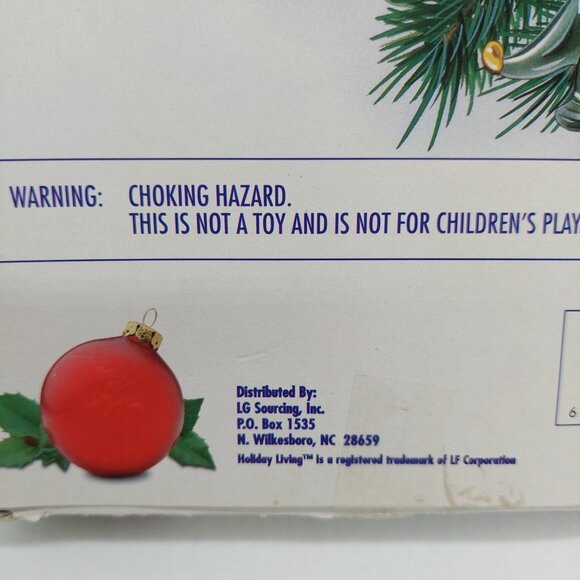 WARNING: CHOKING HAZARD.
THIS IS NOT A TOY AND IS NOT FOR CHILDREN'S PLAY
6
Distributed By:
LG Sourcing, Inc.
P.O. Box 1535
N. Wilkesboro, NC 28659
Holiday Living™ is a registered trademark of LF Corporation